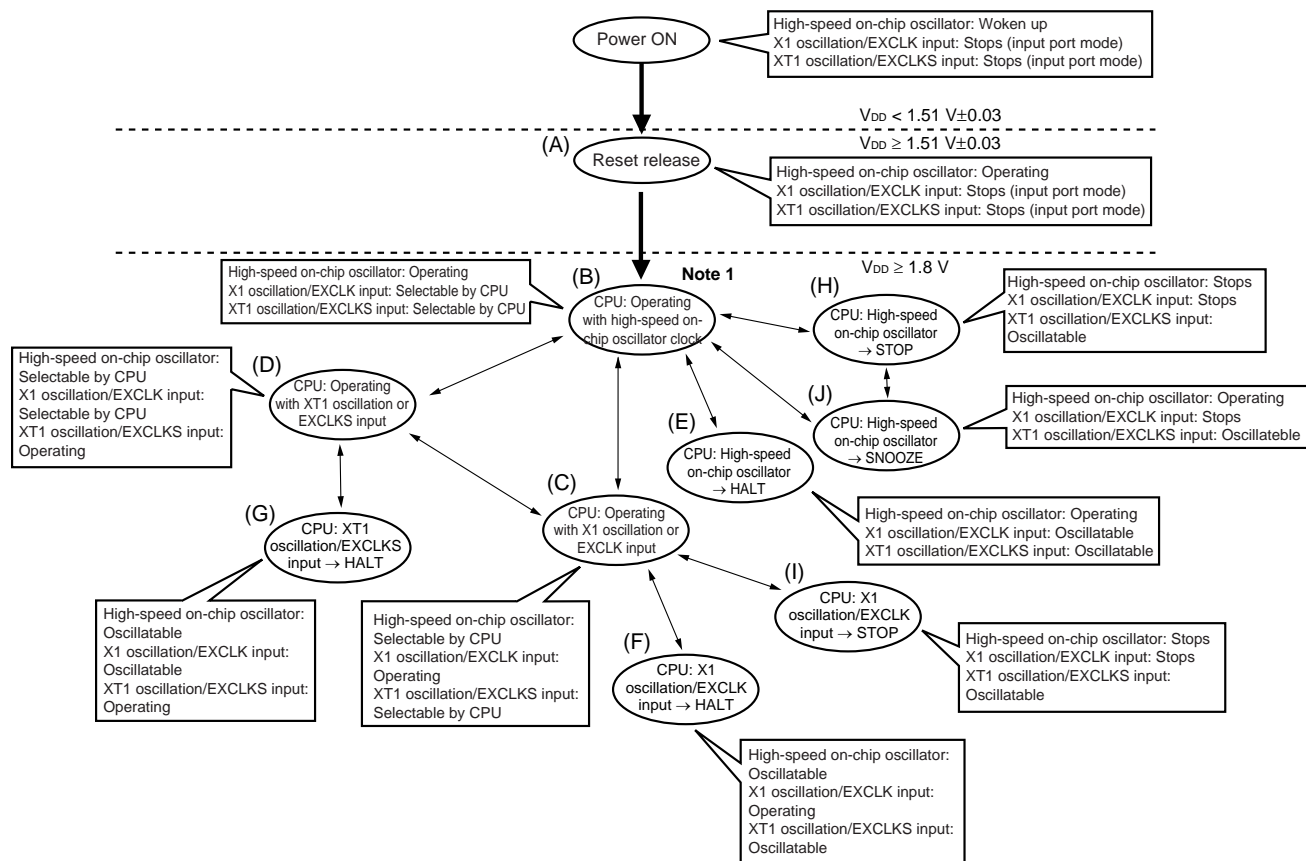 Power ON
High-speed on-chip oscillator: Woken up
X1 oscillation/EXCLK input: Stops (input port mode)
XT1 oscillation/EXCLKS input: Stops (input port mode)
VDD < 1.51 V±0.03
VDD ≥ 1.51 V±0.03
(A)
Reset release
High-speed on-chip oscillator: Operating
X1 oscillation/EXCLK input: Stops (input port mode)
XT1 oscillation/EXCLKS input: Stops (input port mode)
VDD ≥ 1.8 V
Note 1
High-speed on-chip oscillator: Operating
X1 oscillation/EXCLK input: Selectable by CPU
XT1 oscillation/EXCLKS input: Selectable by CPU
(B)
CPU: Operating
with high-speed on-
chip oscillator clock
(H)
CPU: High-speed
on-chip oscillator
→ STOP
High-speed on-chip oscillator: Stops
X1 oscillation/EXCLK input: Stops
XT1 oscillation/EXCLKS input:
Oscillatable
High-speed on-chip oscillator:
Selectable by CPU
X1 oscillation/EXCLK input:
Selectable by CPU
XT1 oscillation/EXCLKS input:
Operating
(D)
CPU: Operating
with XT1 oscillation or
EXCLKS input
(J)
CPU: High-speed
on-chip oscillator
→ SNOOZE
High-speed on-chip oscillator: Operating
X1 oscillation/EXCLK input: Stops
XT1 oscillation/EXCLKS input: Oscillateble
(E)
CPU: High-speed
on-chip oscillator
→ HALT
High-speed on-chip oscillator: Operating
X1 oscillation/EXCLK input: Oscillatable
XT1 oscillation/EXCLKS input: Oscillatable
(C)
CPU: Operating
with X1 oscillation or
EXCLK input
(G)
CPU: XT1
oscillation/EXCLKS
input → HALT
High-speed on-chip oscillator:
Oscillatable
X1 oscillation/EXCLK input:
Oscillatable
XT1 oscillation/EXCLKS input:
Operating
High-speed on-chip oscillator:
Selectable by CPU
X1 oscillation/EXCLK input:
Operating
XT1 oscillation/EXCLKS input:
Selectable by CPU
(I)
CPU: X1
oscillation/EXCLK
input → STOP
High-speed on-chip oscillator: Stops
X1 oscillation/EXCLK input: Stops
XT1 oscillation/EXCLKS input:
Oscillatable
(F)
CPU: X1
oscillation/EXCLK
input → HALT
High-speed on-chip oscillator:
Oscillatable
X1 oscillation/EXCLK input:
Operating
XT1 oscillation/EXCLKS input:
Oscillatable